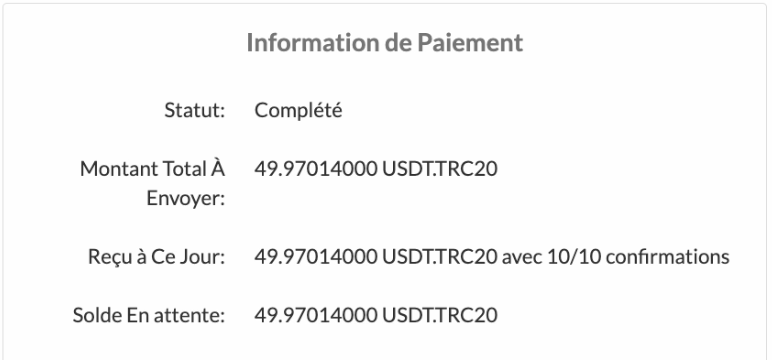 Information de Paiement
Statut: Complété
Montant Total À 49.97014000 USDT.TRC20
Envoyer:
Reçu à Ce Jour: 49.97014000 USDT.TRC20 avec 10/10 confirmations
Solde En attente: 49.97014000 USDT.TRC20